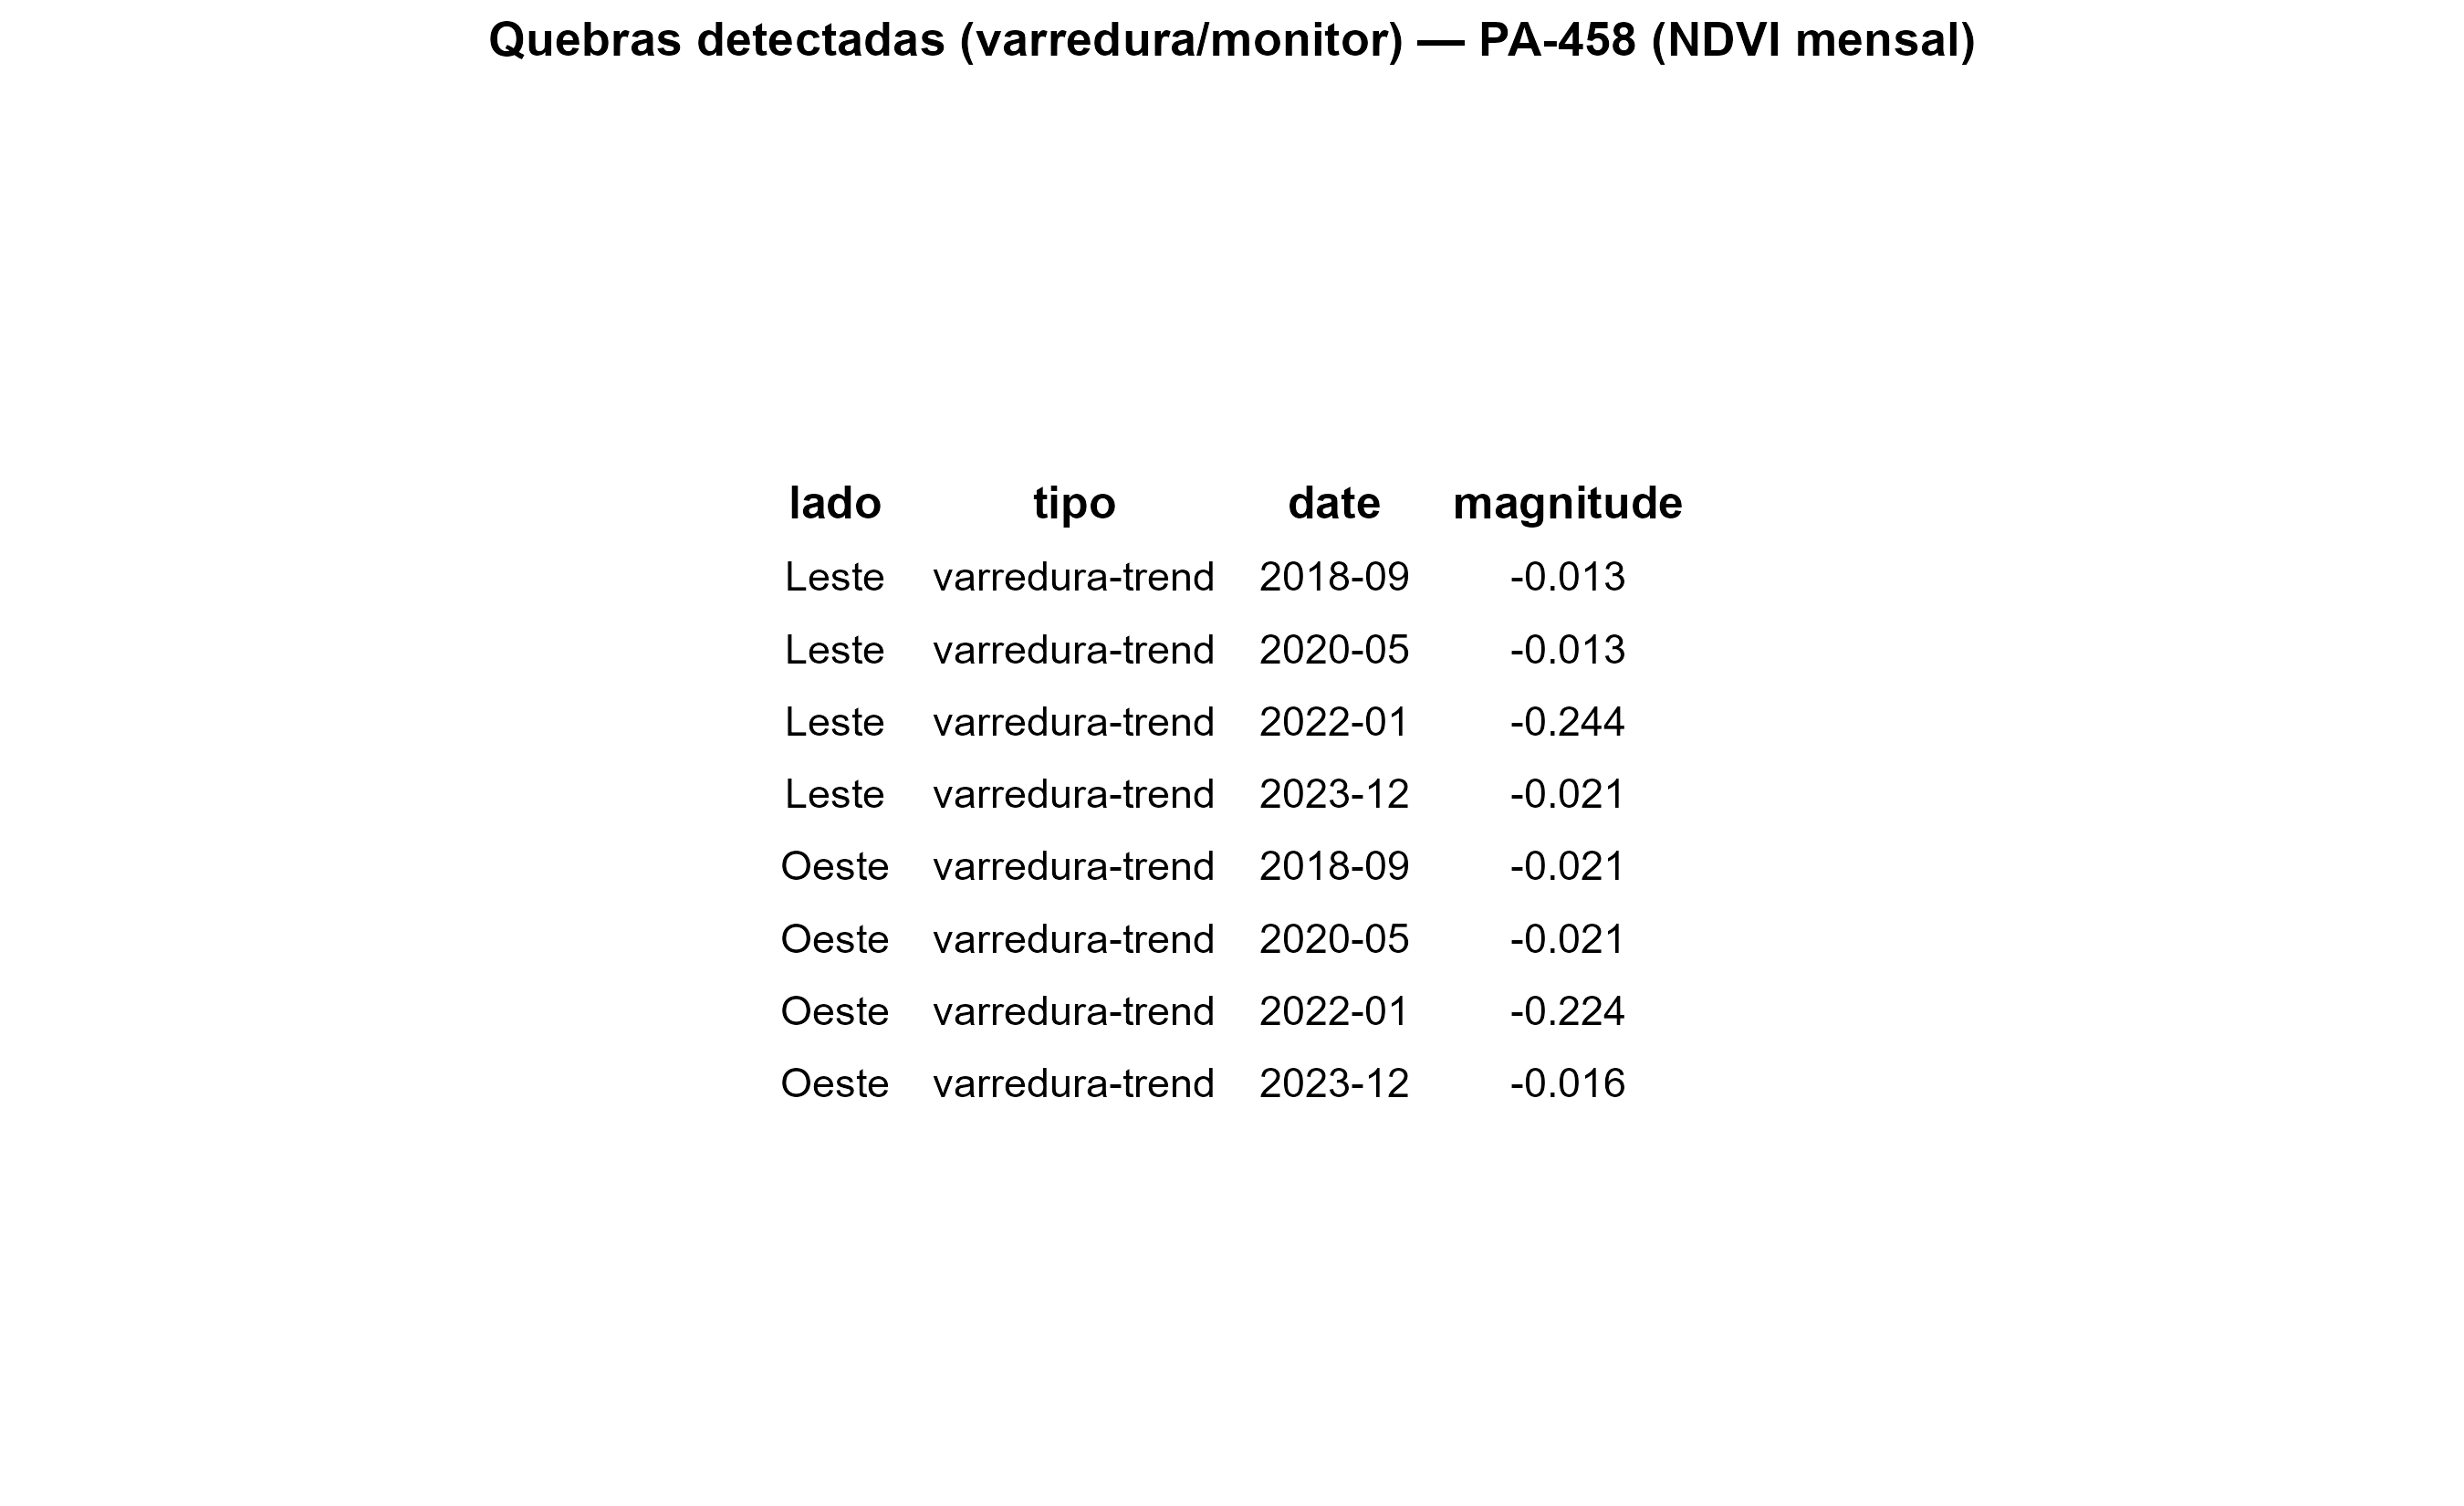 Quebras detectadas (varredura/monitor) — PA-458 (NDVI mensal)
lado tipo date magnitude
Leste varredura-trend 2018-09 -0.013
Leste varredura-trend 2020-05 -0.013
Leste varredura-trend 2022-01 -0.244
Leste varredura-trend 2023-12 -0.021
Oeste varredura-trend 2018-09 -0.021
Oeste varredura-trend 2020-05 -0.021
Oeste varredura-trend 2022-01 -0.224
Oeste varredura-trend 2023-12 -0.016